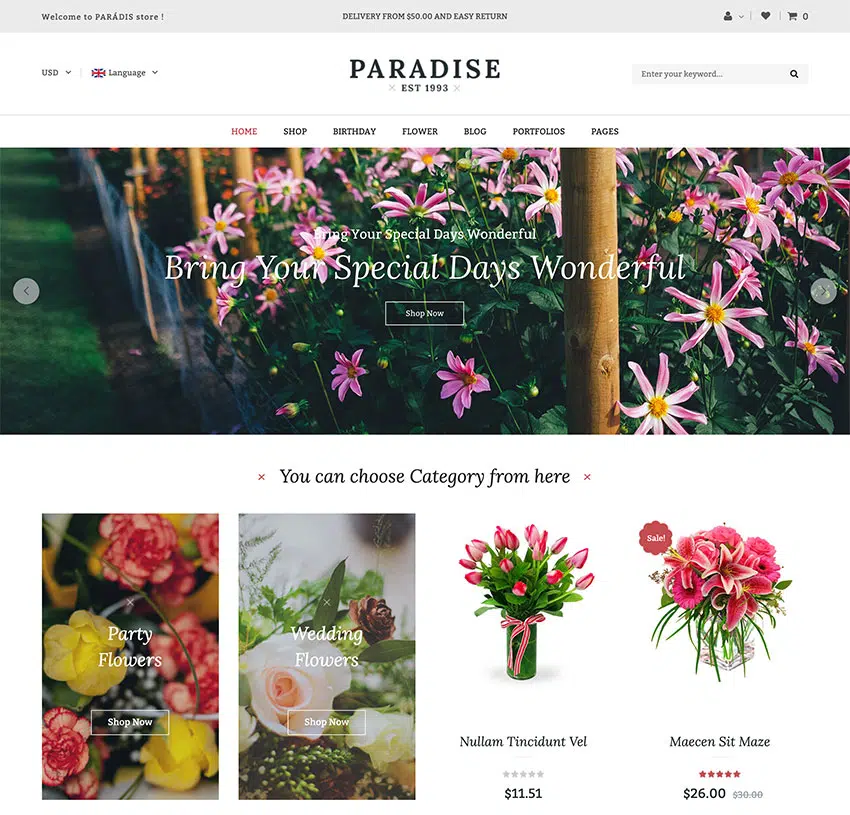 Welcome to PARÁDIS store !
DELIVERY FROM $50.00 AND EASY RETURN
0
USD
Language
PARADISE
EST 1993
Enter your keyword...
HOME
SHOP
BIRTHDAY
FLOWER
BLOG
PORTFOLIOS
PAGES
Bring Your Special Days Wonderful
Bring Your Special Days Wonderful
Shop Now
You can choose Category from here
Party
Flowers
Shop Now
Wedding
Flowers
Shop Now
Nullam Tincidunt Vel
$11.51
Sale!
Maecen Sit Maze
$26.00 $30.00